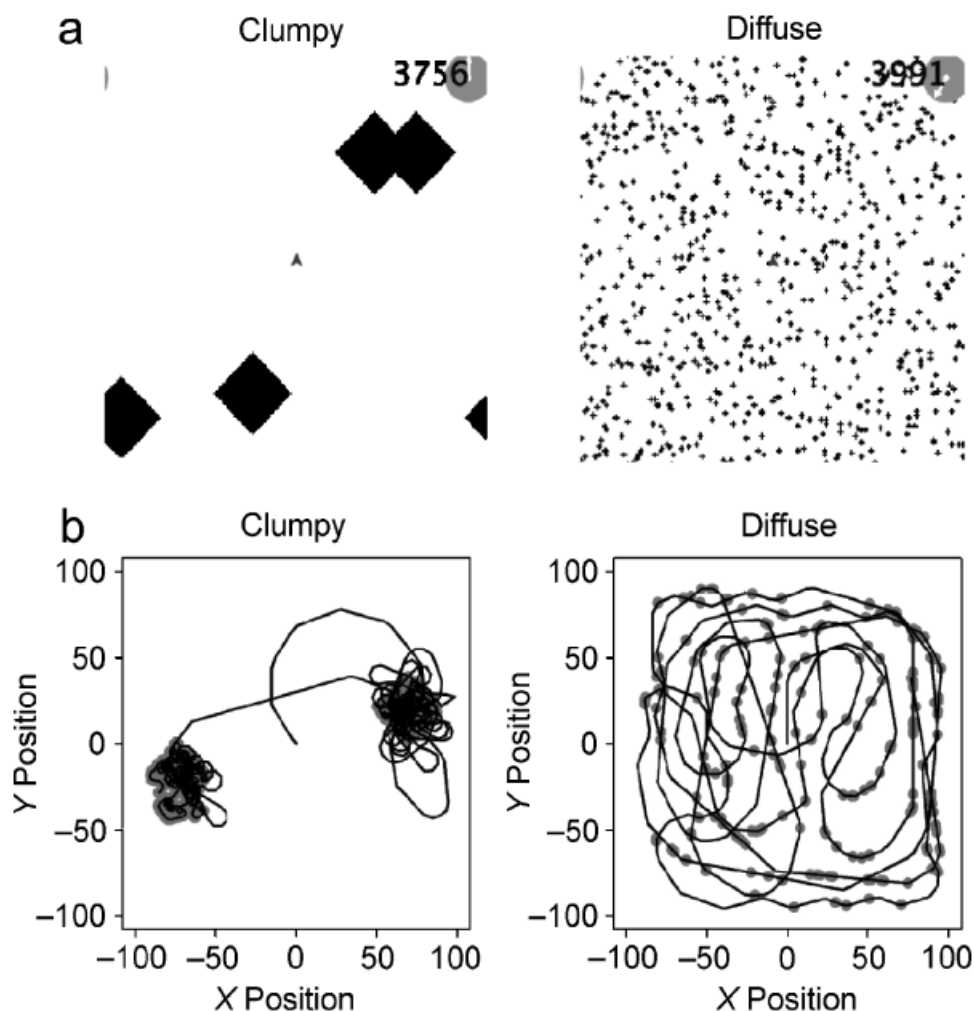 a
Clumpy
Diffuse
3756
3991
b
Clumpy
Diffuse
100
50
0
–50
–100
Y Position
–100 –50 0 50 100
X Position
100
50
0
–50
–100
Y Position
–100 –50 0 50 100
X Position